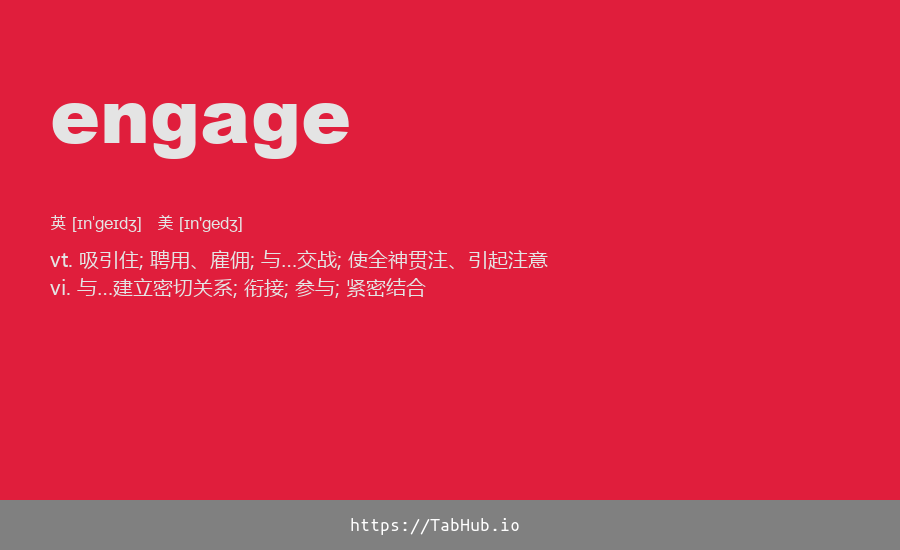 engage
英 [ɪnˈgeɪdʒ] 美 [ɪn'gedʒ]
vt. 吸引住; 聘用、雇佣; 与...交战; 使全神贯注、引起注意
vi. 与...建立密切关系; 衔接; 参与; 紧密结合
https://TabHub.io